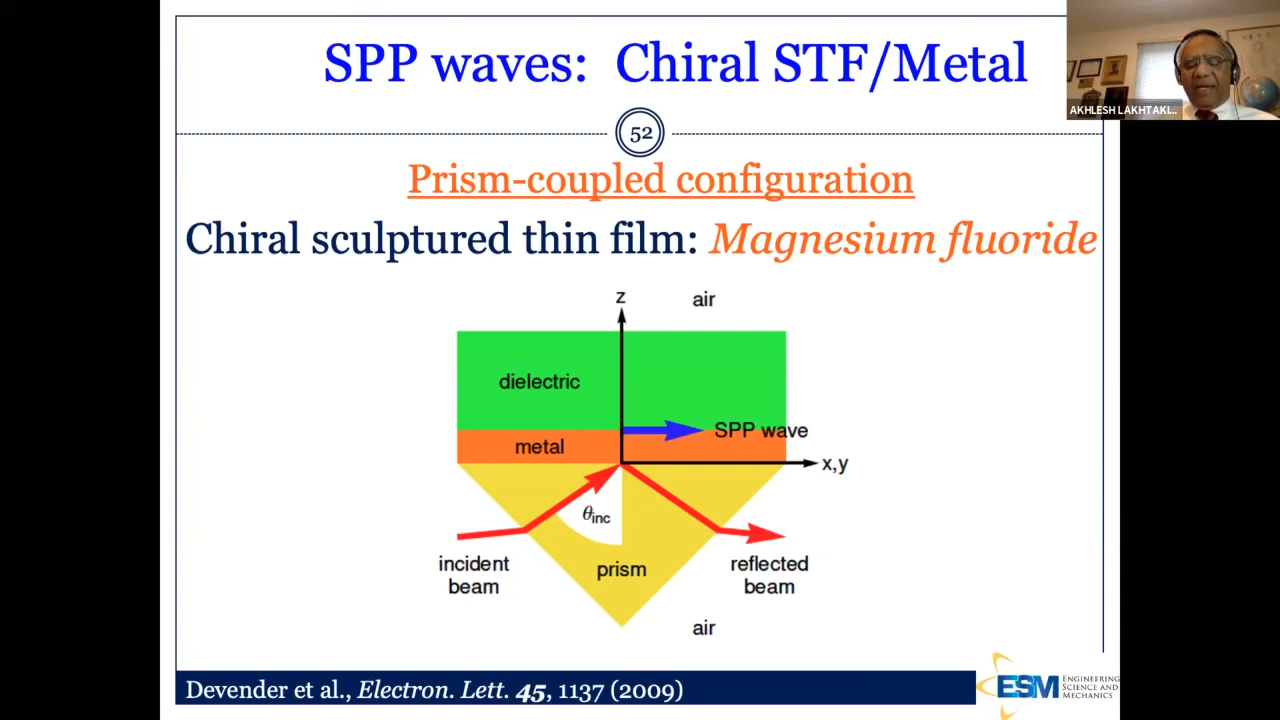 SPP waves: Chiral STF/Metal
AKHLESH LAKHTAKI...
52
Prism-coupled configuration
Chiral sculptured thin film: Magnesium fluoride
z
air
dielectric
SPP wave
metal
x,y
θinc
incident
beam
prism
reflected
beam
air
Devender et al., Electron. Lett. 45, 1137 (2009)
ESM
ENGINEERING
SCIENCE AND
MECHANICS